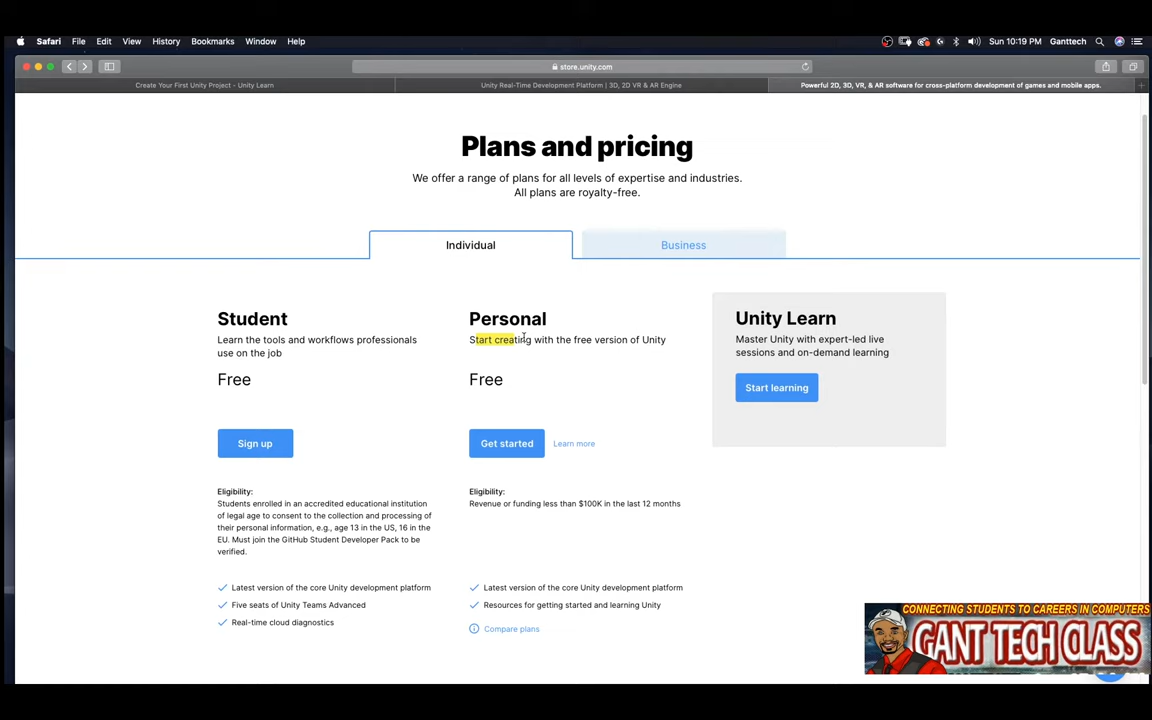 Safari File Edit View History Bookmarks Window Help Sun 10:19 PM Ganttech
store.unity.com
Create Your First Unity Project - Unity Learn
Unity Real-Time Development Platform | 3D, 2D VR & AR Engine
Powerful 2D, 3D, VR, & AR software for cross-platform development of games and mobile apps.
Plans and pricing
We offer a range of plans for all levels of expertise and industries.
All plans are royalty-free.
Individual
Business
Student
Learn the tools and workflows professionals
use on the job
Free
Sign up
Eligibility:
Students enrolled in an accredited educational institution
of legal age to consent to the collection and processing of
their personal information, e.g., age 13 in the US, 16 in the
EU. Must join the GitHub Student Developer Pack to be
verified.
Latest version of the core Unity development platform
Five seats of Unity Teams Advanced
Real-time cloud diagnostics
Personal
Start creating with the free version of Unity
Free
Get started
Learn more
Eligibility:
Revenue or funding less than $100K in the last 12 months
Latest version of the core Unity development platform
Resources for getting started and learning Unity
Compare plans
Unity Learn
Master Unity with expert-led live
sessions and on-demand learning
Start learning
CONNECTING STUDENTS TO CAREERS IN COMPUTERS
GANT TECH CLASS